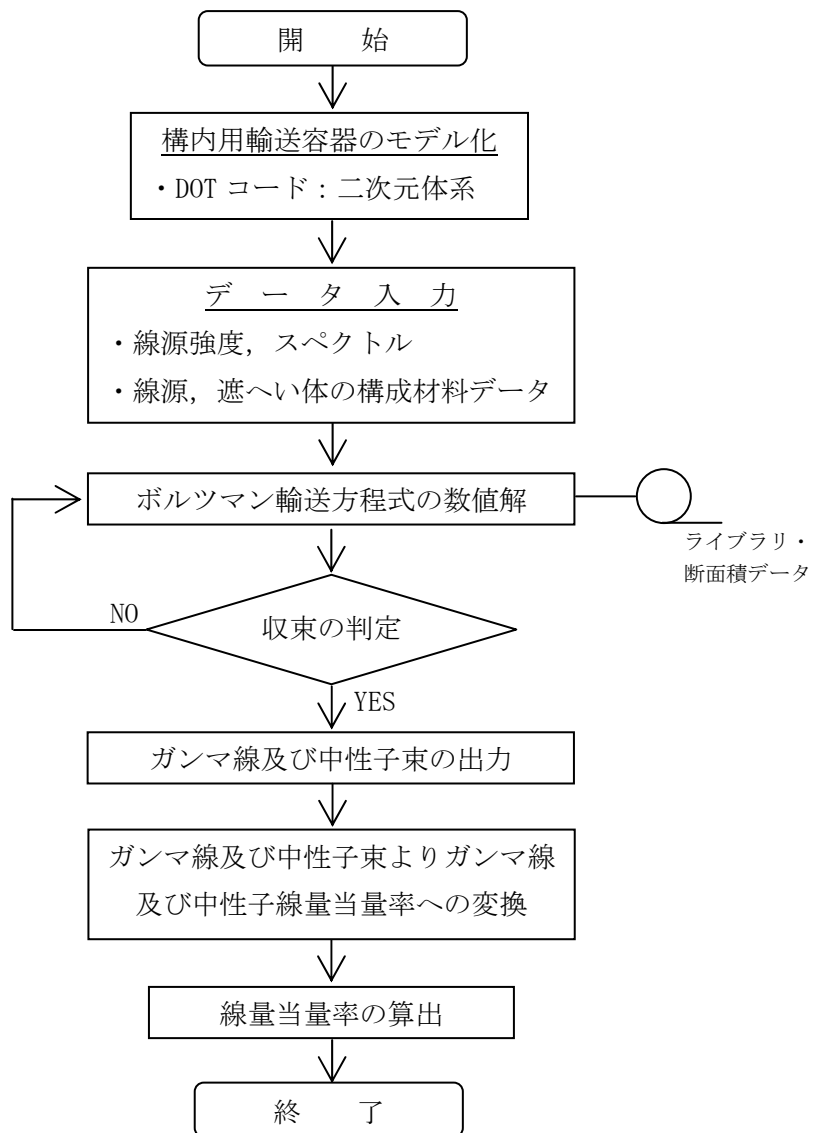 開　　始
構内用輸送容器のモデル化
・DOT コード：二次元体系
デ　ー　タ　入　力
・線源強度，スペクトル
・線源，遮へい体の構成材料データ
ボルツマン輸送方程式の数値解
ライブラリ・
断面積データ
NO
収束の判定
YES
ガンマ線及び中性子束の出力
ガンマ線及び中性子束よりガンマ線
及び中性子線量当量率への変換
線量当量率の算出
終　　了